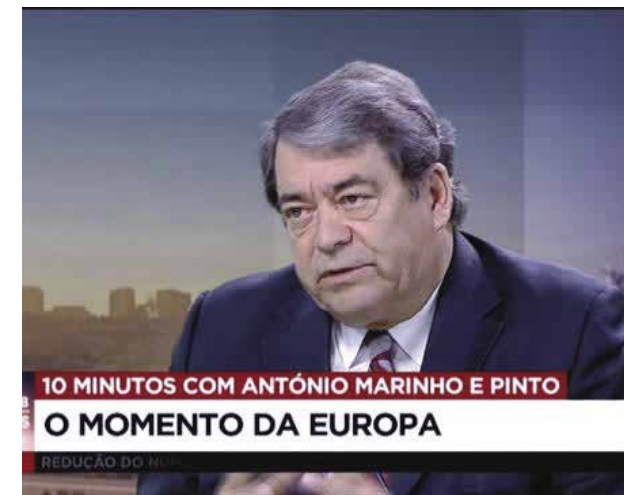 10 MINUTOS COM ANTÓNIO MARINHO E PINTO
O MOMENTO DA EUROPA
REDUÇÃO DO